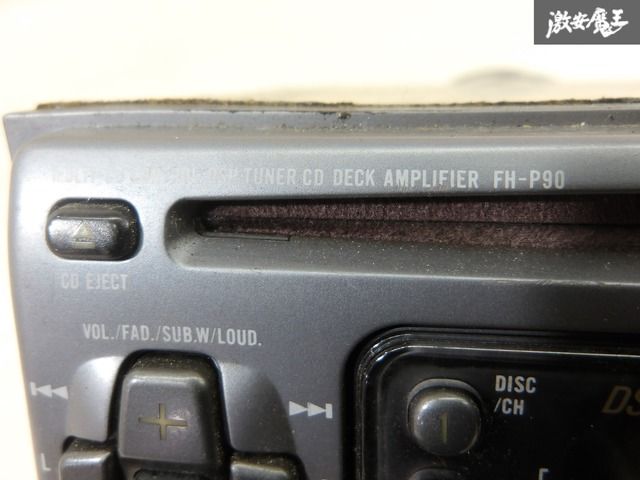 激安魔王
DSP TUNER CD DECK AMPLIFIER FH-P90
CD EJECT
VOL./FAD./SUB.W/LOUD.
DISC
/CH
1
L